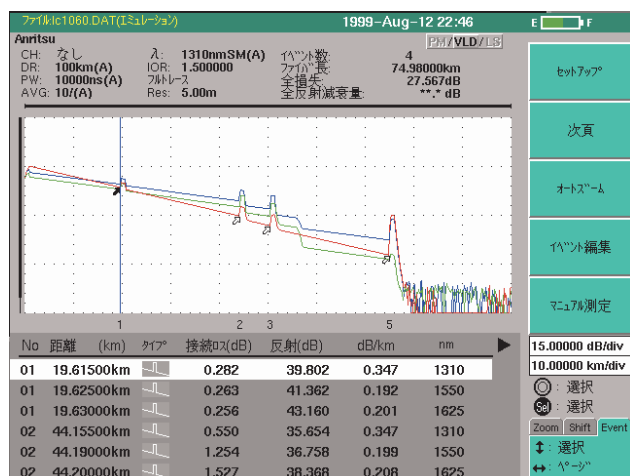 ファイル:lc1060.DAT(エミュレーション) 1999-Aug-12 22:46 E F
Anritsu PM/VLD/LS
CH: なし λ: 1310nmSM(A) イベント数: 4
DR: 100km(A) IOR: 1.500000 ファイバ長: 74.98000km
PW: 10000ns(A) フルトレース 全損失: 27.567dB
AVG: 10/(A) Res: 5.00m 全反射減衰量: **.* dB
セットアップ
次頁
オートズーム
イベント編集
マニュアル測定
1 2 3 5
No 距離 (km) タイプ 接続ロス(dB) 反射(dB) dB/km nm
01 19.61500km 0.282 39.802 0.347 1310
01 19.62500km 0.263 41.362 0.192 1550
01 19.63000km 0.256 43.160 0.201 1625
02 44.15500km 0.550 35.654 0.347 1310
02 44.19000km 1.254 36.758 0.199 1550
02 44.20000km 1.527 38.368 0.208 1625
15.00000 dB/div
10.00000 km/div
: 選択
Sel : 選択
Zoom Shift Event
↕: 選択
↔: ページ